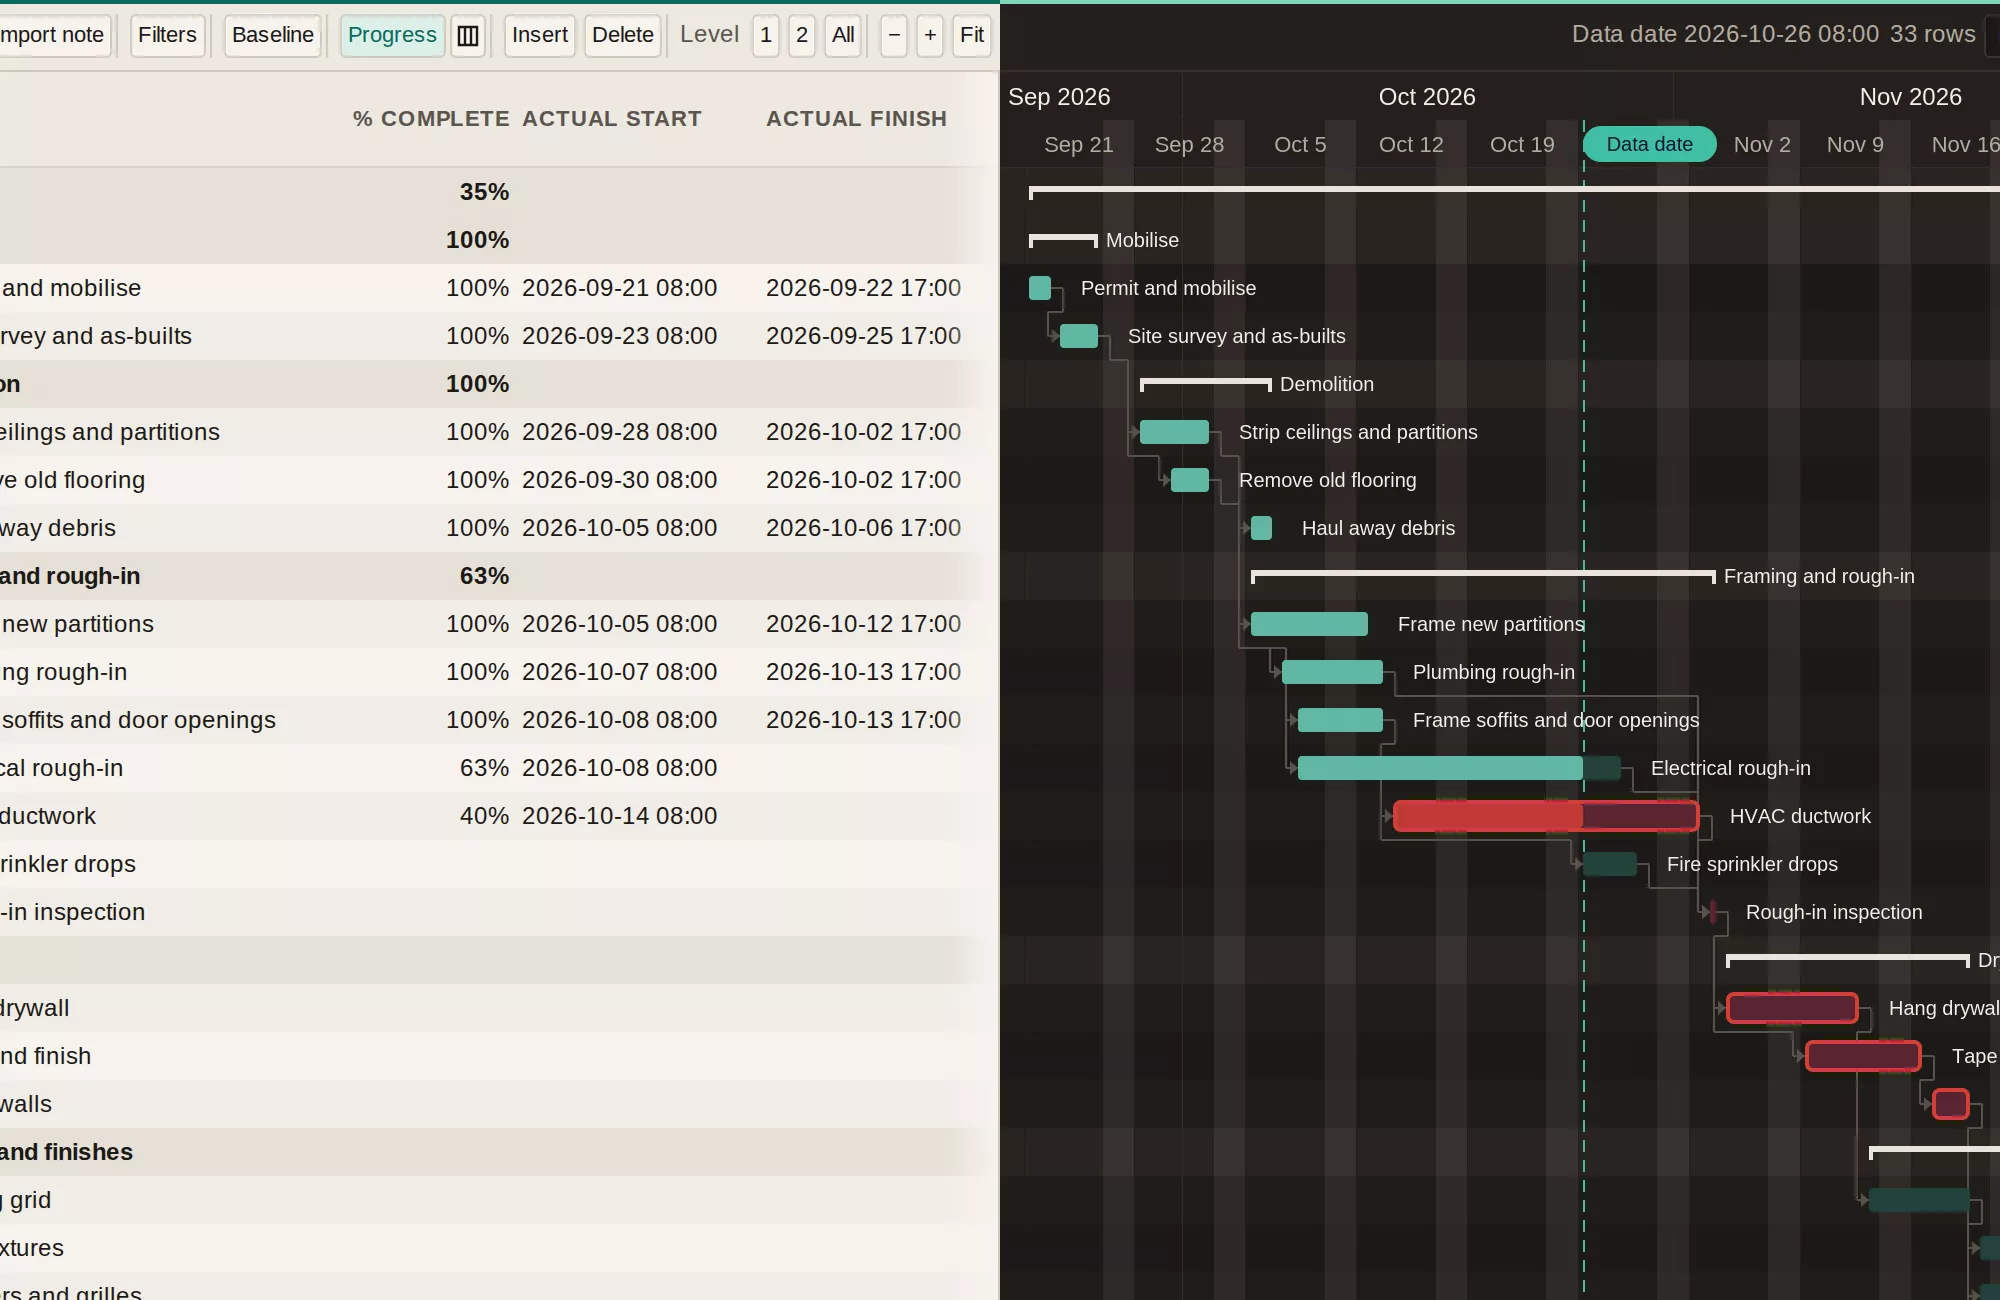 mport note Filters Baseline Progress Insert Delete Level 1 2 All − + Fit Data date 2026-10-26 08:00 33 rows
Sep 2026 Oct 2026 Nov 2026
% COMPLETE ACTUAL START ACTUAL FINISH Sep 21 Sep 28 Oct 5 Oct 12 Oct 19 Data date Nov 2 Nov 9 Nov 16
35%
100% Mobilise
and mobilise 100% 2026-09-21 08:00 2026-09-22 17:00 Permit and mobilise
rvey and as-builts 100% 2026-09-23 08:00 2026-09-25 17:00 Site survey and as-builts
on 100% Demolition
eilings and partitions 100% 2026-09-28 08:00 2026-10-02 17:00 Strip ceilings and partitions
ve old flooring 100% 2026-09-30 08:00 2026-10-02 17:00 Remove old flooring
way debris 100% 2026-10-05 08:00 2026-10-06 17:00 Haul away debris
and rough-in 63% Framing and rough-in
new partitions 100% 2026-10-05 08:00 2026-10-12 17:00 Frame new partitions
ing rough-in 100% 2026-10-07 08:00 2026-10-13 17:00 Plumbing rough-in
soffits and door openings 100% 2026-10-08 08:00 2026-10-13 17:00 Frame soffits and door openings
cal rough-in 63% 2026-10-08 08:00 Electrical rough-in
ductwork 40% 2026-10-14 08:00 HVAC ductwork
rinkler drops Fire sprinkler drops
-in inspection Rough-in inspection
Dr
drywall Hang drywal
nd finish Tape
walls
and finishes
g grid
xtures
ers and grilles